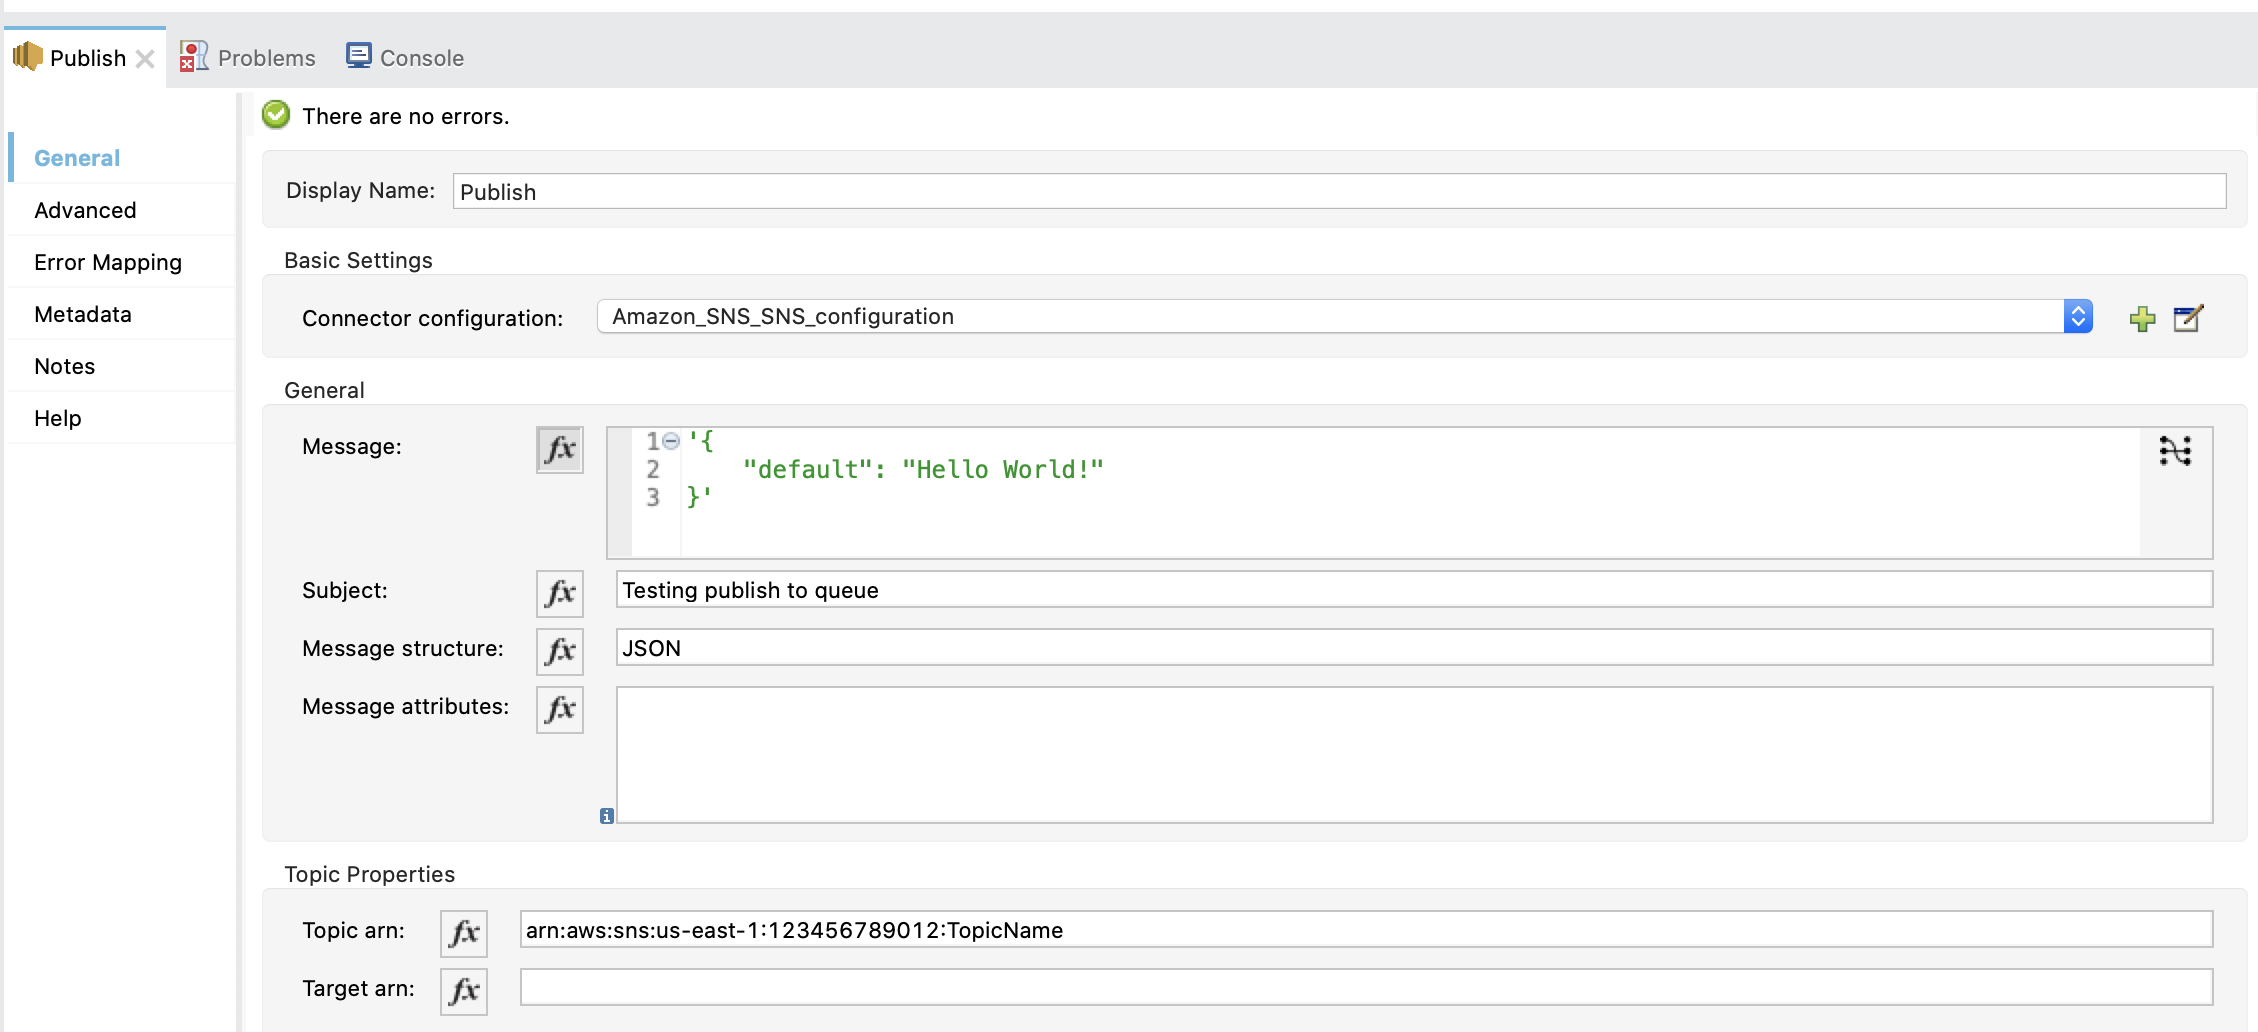 Publish
Problems
Console
There are no errors.
General
Advanced
Error Mapping
Metadata
Notes
Help
Display Name: Publish
Basic Settings
Connector configuration: Amazon_SNS_SNS_configuration
General
Message: fx 1 '{
2 "default": "Hello World!"
3 }'
Subject: fx Testing publish to queue
Message structure: fx JSON
Message attributes: fx
Topic Properties
Topic arn: fx arn:aws:sns:us-east-1:123456789012:TopicName
Target arn: fx